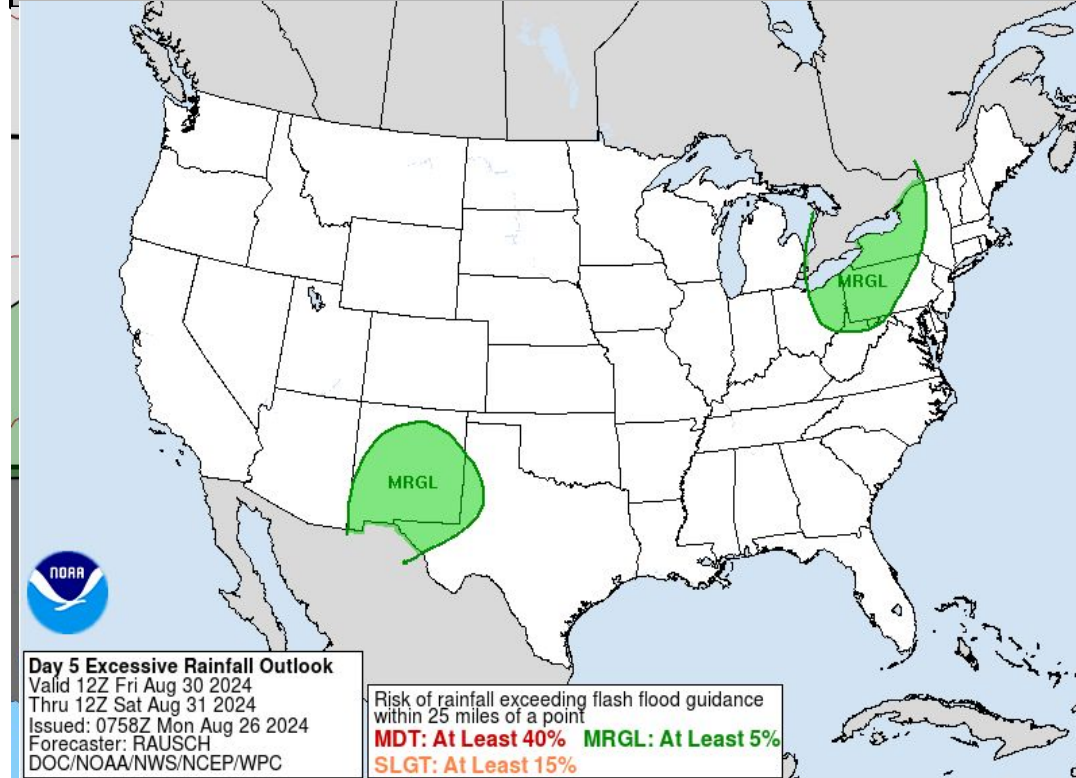 MRGL
MRGL
NOAA
Day 5 Excessive Rainfall Outlook
Valid 12Z Fri Aug 30 2024
Thru 12Z Sat Aug 31 2024
Issued: 0758Z Mon Aug 26 2024
Forecaster: RAUSCH
DOC/NOAA/NWS/NCEP/WPC
Risk of rainfall exceeding flash flood guidance
within 25 miles of a point
MDT: At Least 40% MRGL: At Least 5%
SLGT: At Least 15%